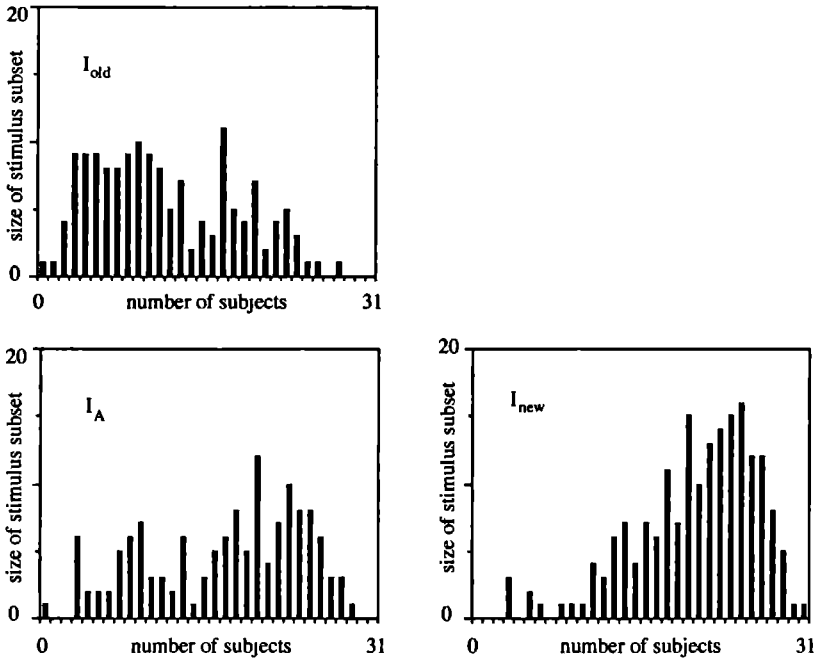 20
I_old
size of stimulus subset
0
0 number of subjects 31
20
I_A
size of stimulus subset
0
0 number of subjects 31
20
I_new
size of stimulus subset
0
0 number of subjects 31